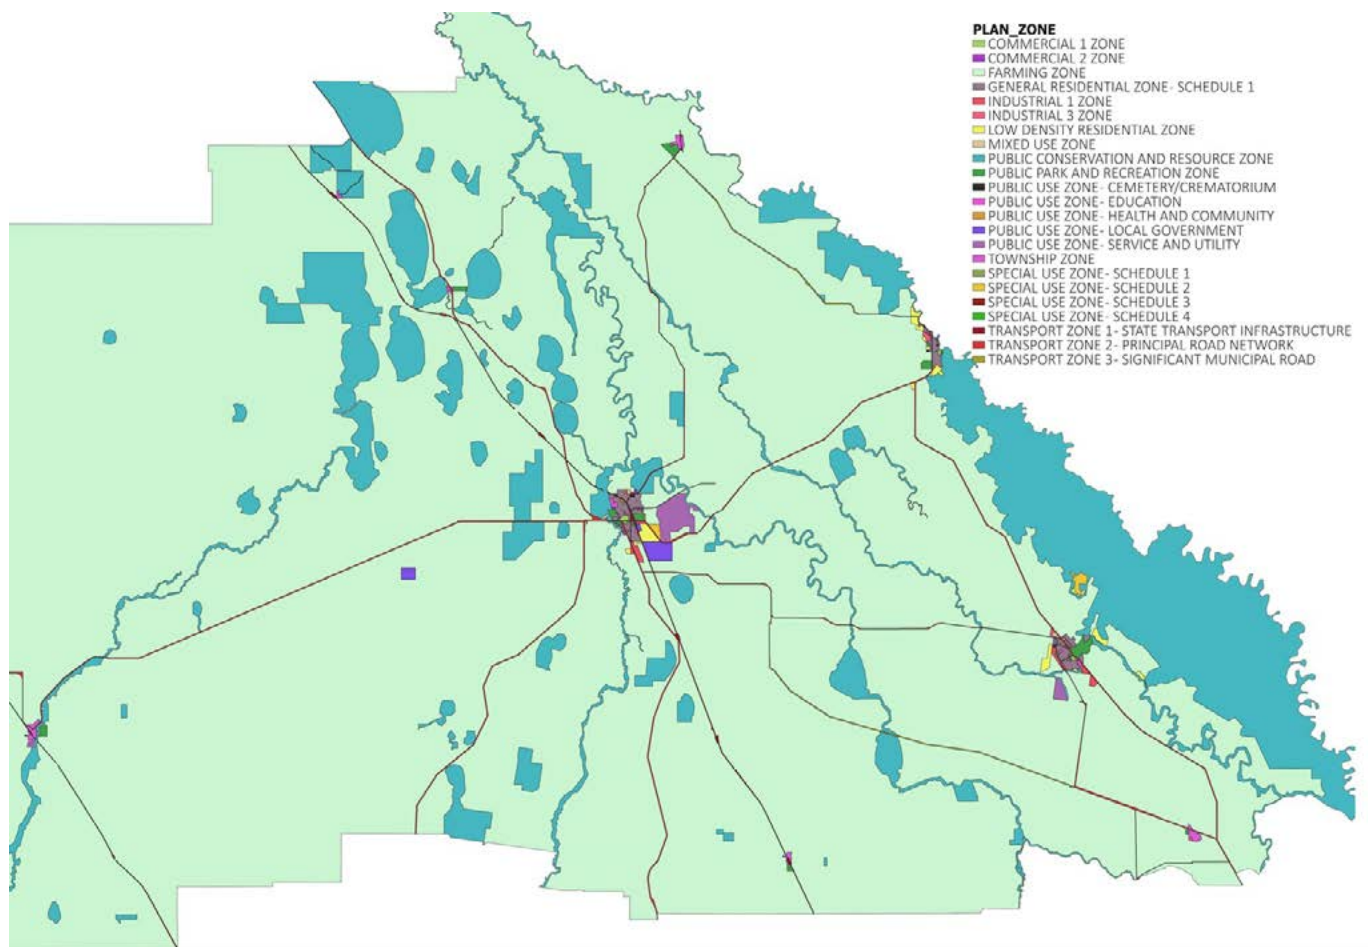 PLAN_ZONE
COMMERCIAL 1 ZONE
COMMERCIAL 2 ZONE
FARMING ZONE
GENERAL RESIDENTIAL ZONE- SCHEDULE 1
INDUSTRIAL 1 ZONE
INDUSTRIAL 3 ZONE
LOW DENSITY RESIDENTIAL ZONE
MIXED USE ZONE
PUBLIC CONSERVATION AND RESOURCE ZONE
PUBLIC PARK AND RECREATION ZONE
PUBLIC USE ZONE- CEMETERY/CREMATORIUM
PUBLIC USE ZONE- EDUCATION
PUBLIC USE ZONE- HEALTH AND COMMUNITY
PUBLIC USE ZONE- LOCAL GOVERNMENT
PUBLIC USE ZONE- SERVICE AND UTILITY
TOWNSHIP ZONE
SPECIAL USE ZONE- SCHEDULE 1
SPECIAL USE ZONE- SCHEDULE 2
SPECIAL USE ZONE- SCHEDULE 3
SPECIAL USE ZONE- SCHEDULE 4
TRANSPORT ZONE 1- STATE TRANSPORT INFRASTRUCTURE
TRANSPORT ZONE 2- PRINCIPAL ROAD NETWORK
TRANSPORT ZONE 3- SIGNIFICANT MUNICIPAL ROAD